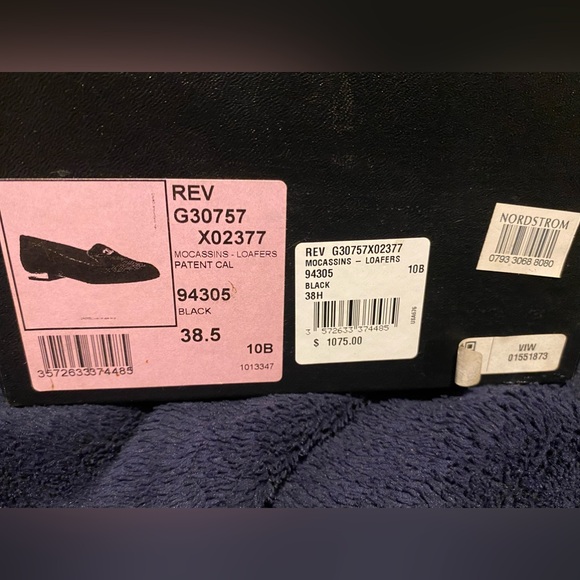 REV
G30757
X02377
MOCASSINS - LOAFERS
PATENT CAL
94305
BLACK
38.5
10B
3572633374485
1013347
REV G30757X02377
MOCASSINS - LOAFERS
94305 10B
BLACK
38H
3 572633 374485
$ 1075.00
NORDSTROM
0793 3068 8080
VIW
01551873